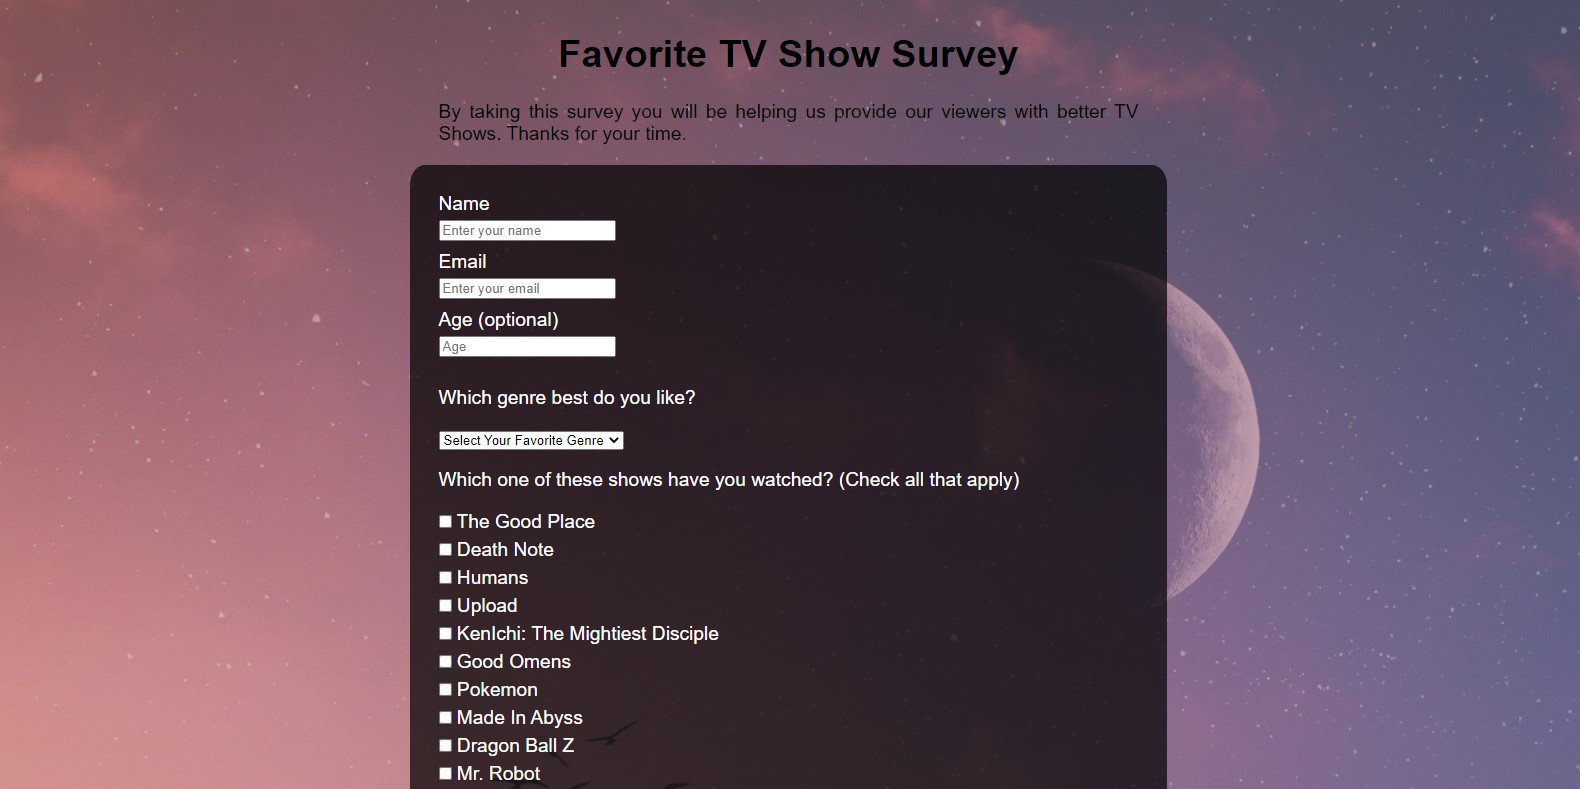 Favorite TV Show Survey
By taking this survey you will be helping us provide our viewers with better TV
Shows. Thanks for your time.
Name
Enter your name
Email
Enter your email
Age (optional)
Age
Which genre best do you like?
Select Your Favorite Genre
Which one of these shows have you watched? (Check all that apply)
The Good Place
Death Note
Humans
Upload
KenIchi: The Mightiest Disciple
Good Omens
Pokemon
Made In Abyss
Dragon Ball Z
Mr. Robot